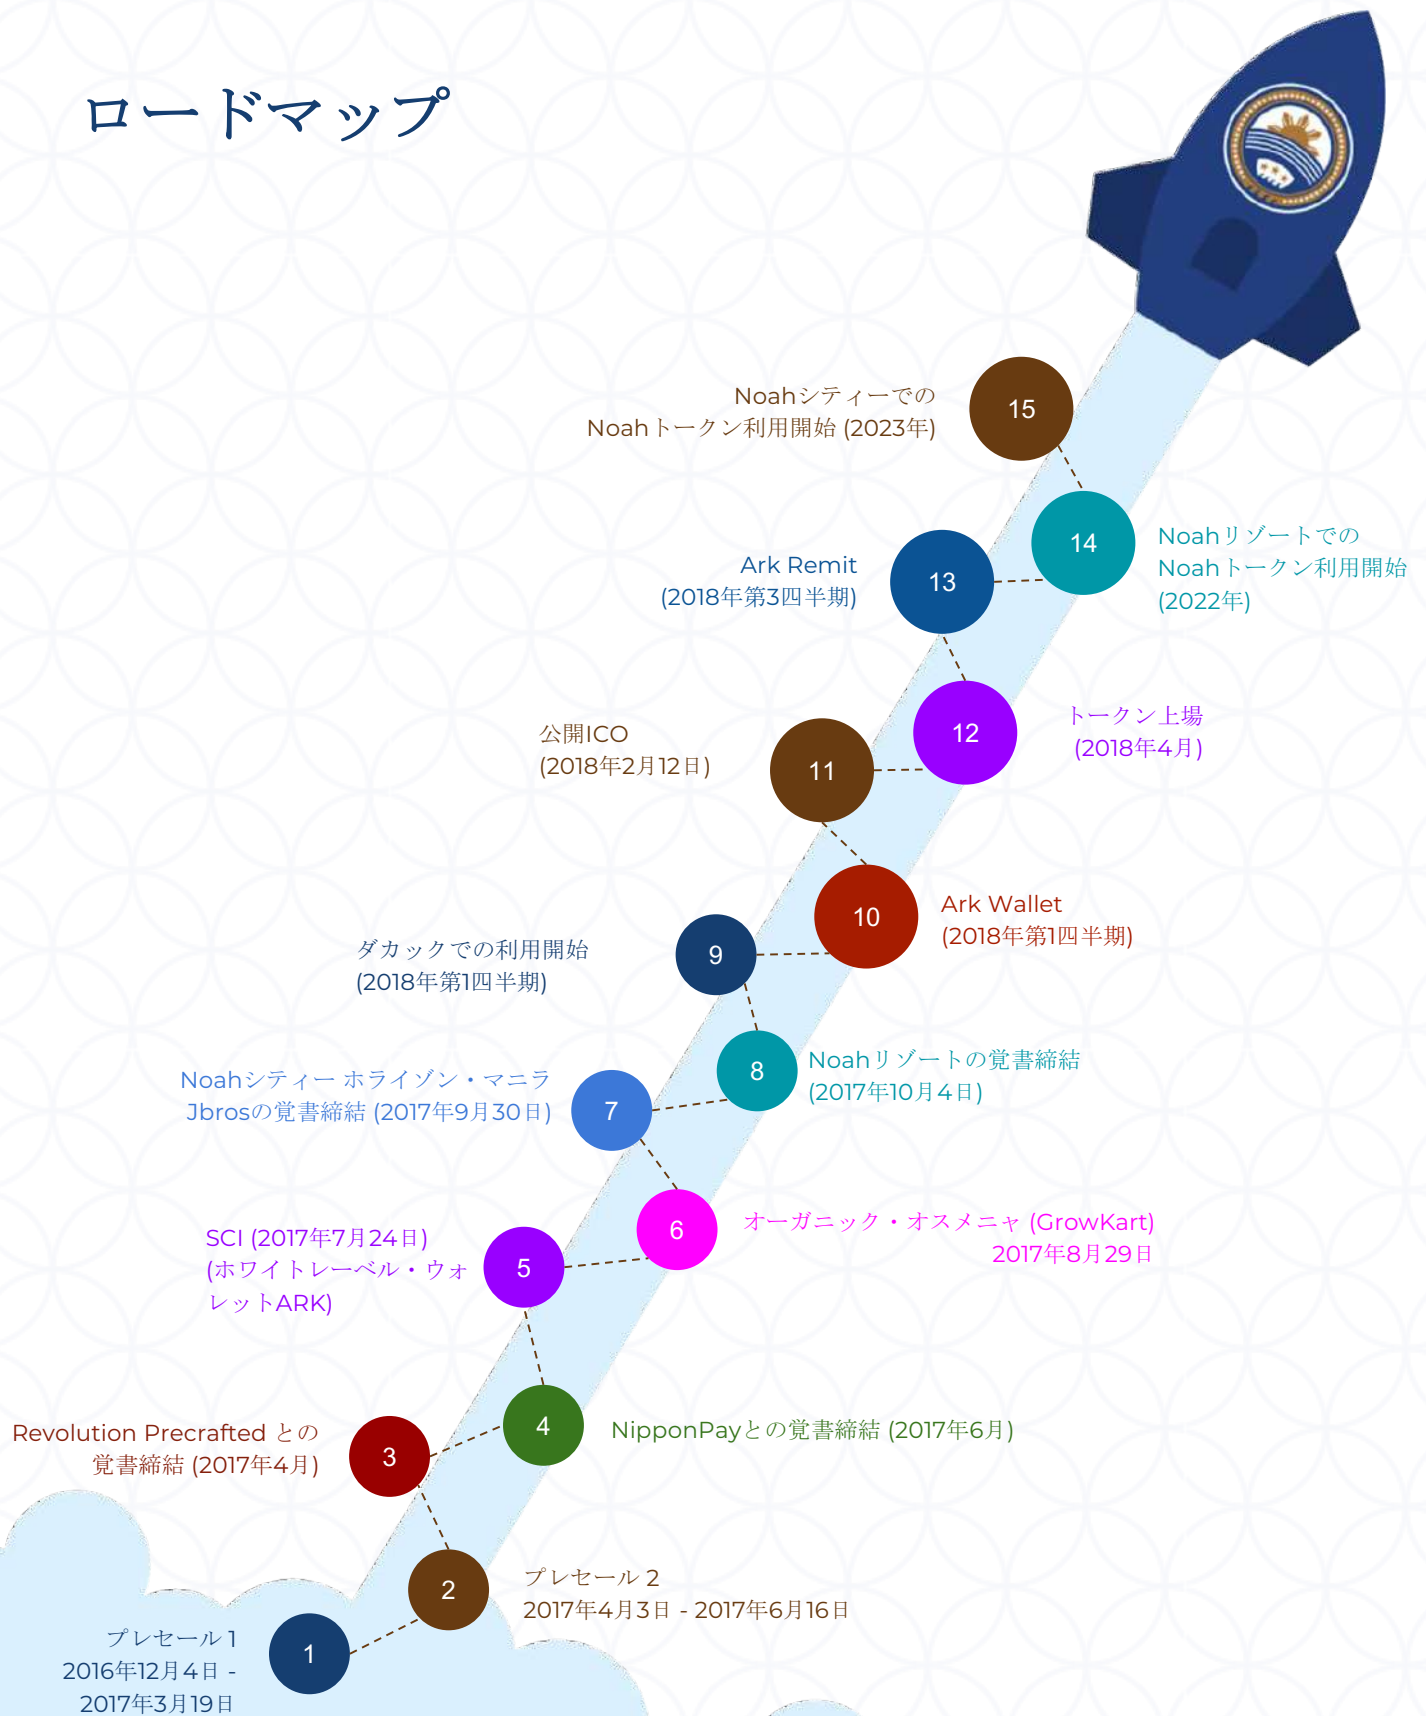 ロードマップ
15
Noahシティーでの
Noahトークン利用開始 (2023年)
14
Noahリゾートでの
Noahトークン利用開始
(2022年)
13
Ark Remit
(2018年第3四半期)
12
トークン上場
(2018年4月)
11
公開ICO
(2018年2月12日)
10
Ark Wallet
(2018年第1四半期)
9
ダカックでの利用開始
(2018年第1四半期)
8
Noahリゾートの覚書締結
(2017年10月4日)
7
Noahシティー ホライゾン・マニラ
Jbrosの覚書締結 (2017年9月30日)
6
オーガニック・オスメニャ (GrowKart)
2017年8月29日
5
SCI (2017年7月24日)
(ホワイトレーベル・ウォ
レットARK)
4
NipponPayとの覚書締結 (2017年6月)
3
Revolution Precrafted との
覚書締結 (2017年4月)
2
プレセール 2
2017年4月3日 - 2017年6月16日
1
プレセール 1
2016年12月4日 -
2017年3月19日